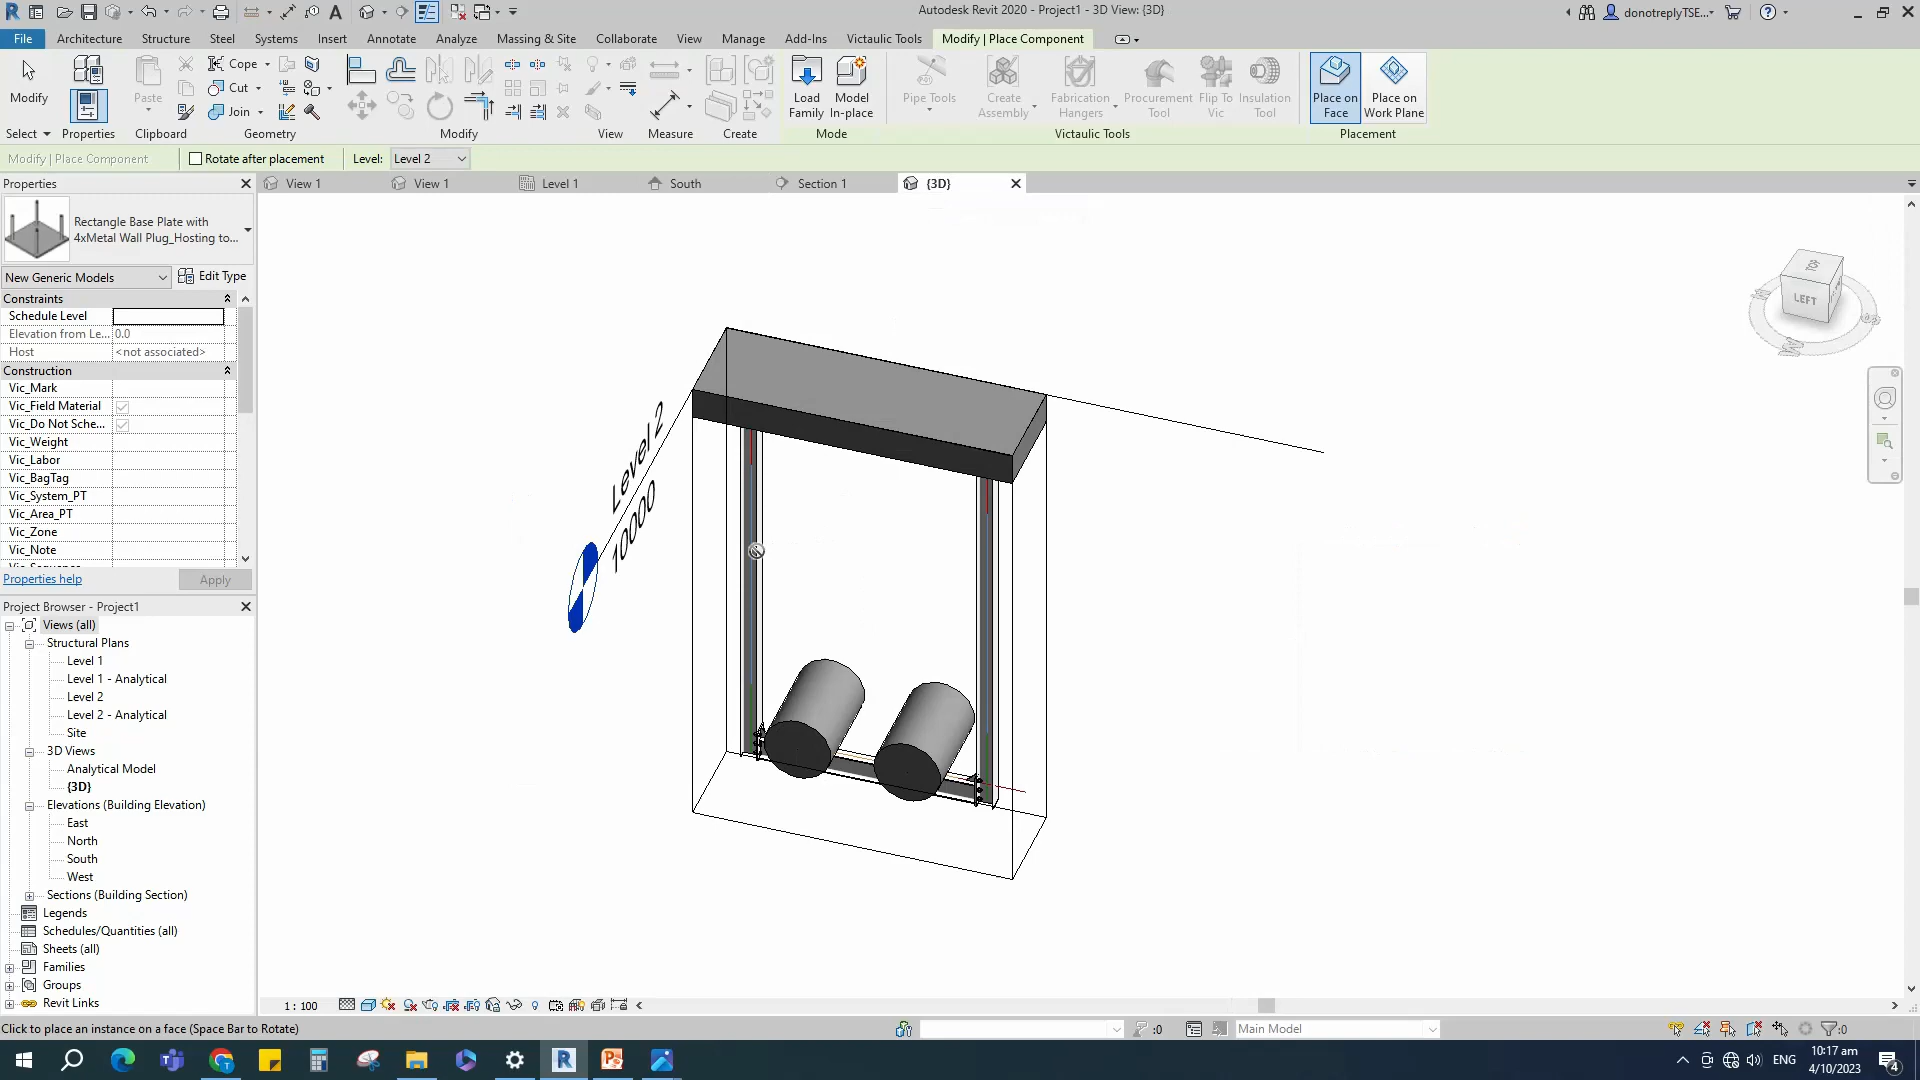 Autodesk Revit 2020 - Project1 - 3D View: {3D}
donotreplyTSE...
File Architecture Structure Steel Systems Insert Annotate Analyze Massing & Site Collaborate View Manage Add-Ins Victaulic Tools Modify | Place Component
Modify
Properties
Paste
Cope
Cut
Join
Load Family
Model In-place
Pipe Tools
Create Assembly
Fabrication Hangers
Procurement Tool
Flip To Vic
Insulation Tool
Place on Face
Place on Work Plane
Select Properties Clipboard Geometry Modify View Measure Create Mode Victaulic Tools Placement
Modify | Place Component
Rotate after placement
Level: Level 2
Properties
View 1
View 1
Level 1
South
Section 1
{3D}
Rectangle Base Plate with
4xMetal Wall Plug_Hosting to...
New Generic Models
Edit Type
Constraints
Schedule Level
Elevation from Le... 0.0
Host <not associated>
Construction
Vic_Mark
Vic_Field Material
Vic_Do Not Sche...
Vic_Weight
Vic_Labor
Vic_BagTag
Vic_System_PT
Vic_Area_PT
Vic_Zone
Vic_Note
Properties help
Apply
Project Browser - Project1
Views (all)
Structural Plans
Level 1
Level 1 - Analytical
Level 2
Level 2 - Analytical
Site
3D Views
Analytical Model
{3D}
Elevations (Building Elevation)
East
North
South
West
Sections (Building Section)
Legends
Schedules/Quantities (all)
Sheets (all)
Families
Groups
Revit Links
Level 2
10000
TOP
LEFT
1 : 100
Click to place an instance on a face (Space Bar to Rotate)
:0
Main Model
:0
ENG
10:17 am
4/10/2023
4